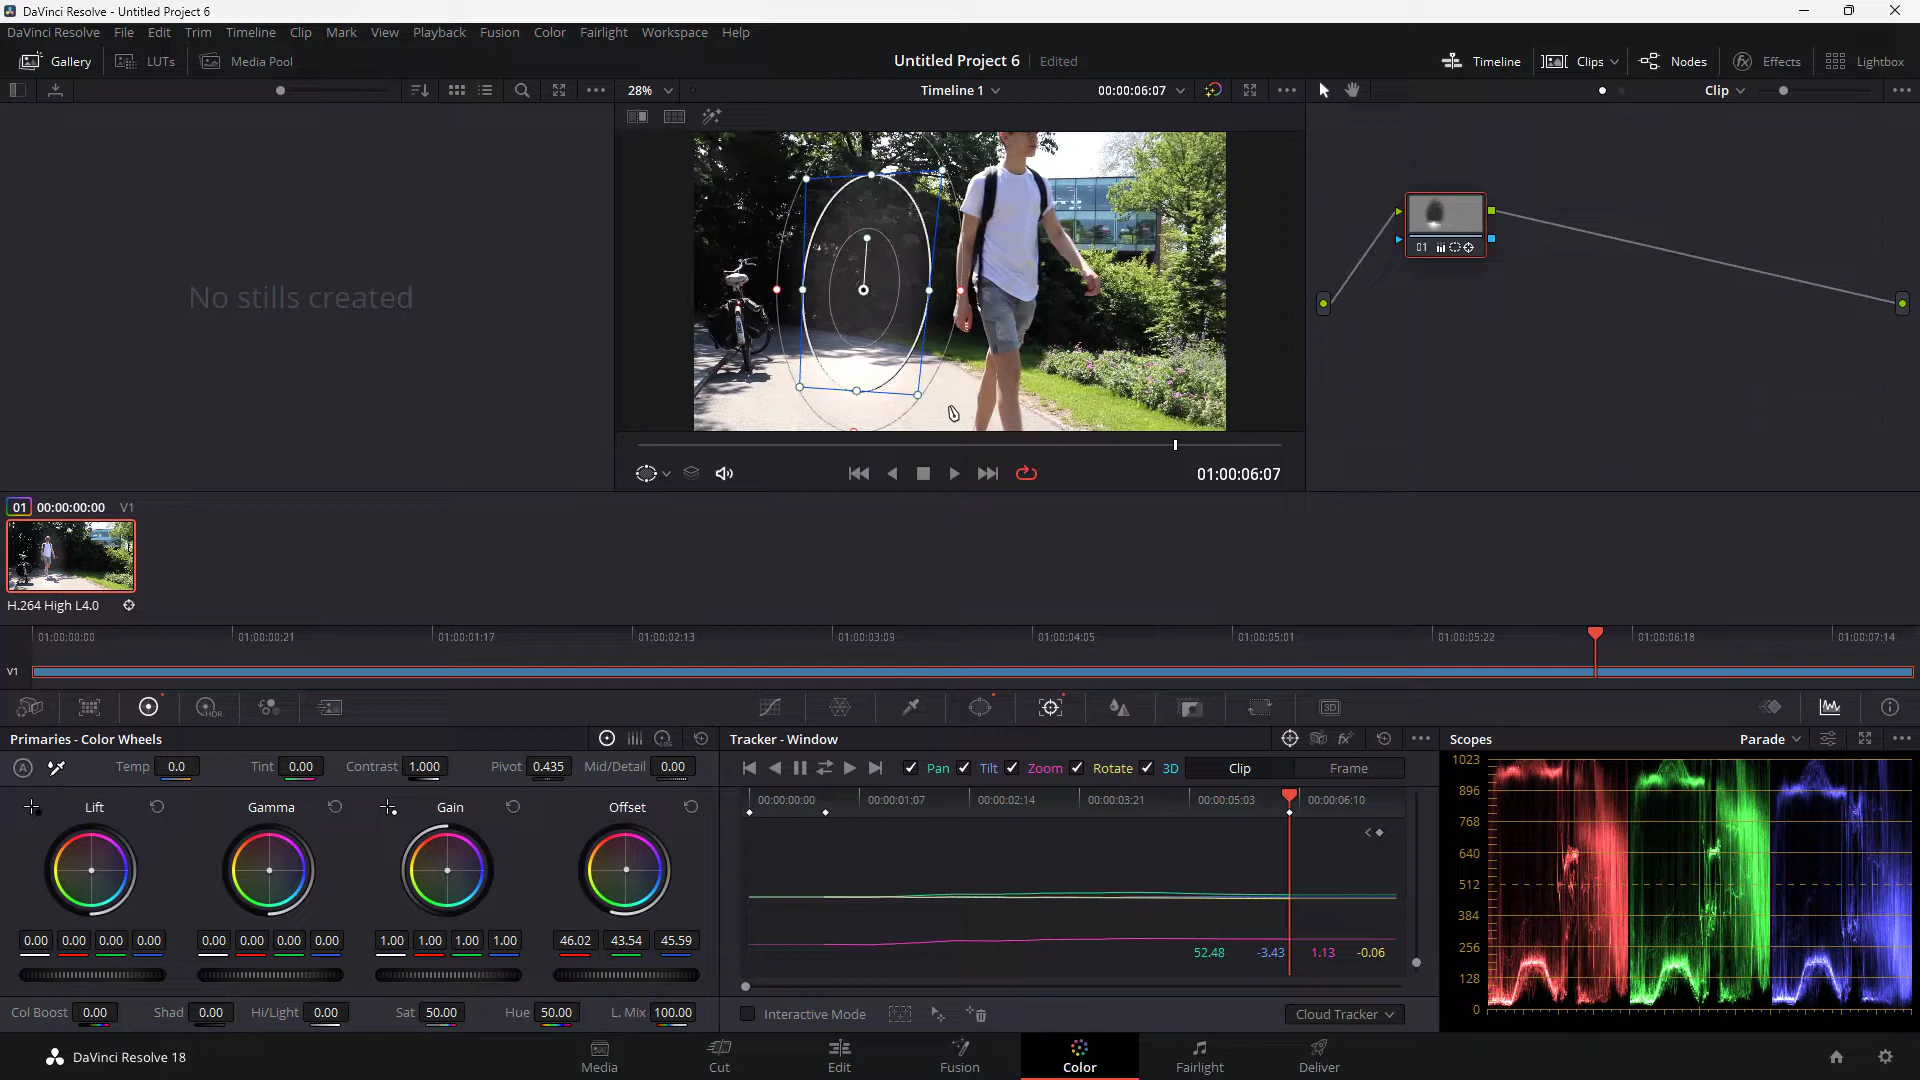 DaVinci Resolve - Untitled Project 6
DaVinci Resolve File Edit Trim Timeline Clip Mark View Playback Fusion Color Fairlight Workspace Help
Gallery LUTs Media Pool Untitled Project 6 Edited Timeline Clips Nodes Effects Lightbox
28% Timeline 1 00:00:06:07 Clip
No stills created
01
01:00:06:07
01 00:00:00:00 V1
H.264 High L4.0
01:00:00:00 01:00:00:21 01:00:01:17 01:00:02:13 01:00:03:09 01:00:04:05 01:00:05:01 01:00:05:22 01:00:06:18 01:00:07:14
V1
HDR 3D
Primaries - Color Wheels
LOG
A Temp 0.0 Tint 0.00 Contrast 1.000 Pivot 0.435 Mid/Detail 0.00
Lift Gamma Gain Offset
0.00 0.00 0.00 0.00 0.00 0.00 0.00 0.00 1.00 1.00 1.00 1.00 46.02 43.54 45.59
Col Boost 0.00 Shad 0.00 Hi/Light 0.00 Sat 50.00 Hue 50.00 L. Mix 100.00
Tracker - Window
Pan Tilt Zoom Rotate 3D Clip Frame
00:00:00:00 00:00:01:07 00:00:02:14 00:00:03:21 00:00:05:03 00:00:06:10
52.48 -3.43 1.13 -0.06
Interactive Mode Cloud Tracker
Scopes Parade
1023
896
768
640
512
384
256
128
0
DaVinci Resolve 18 Media Cut Edit Fusion Color Fairlight Deliver